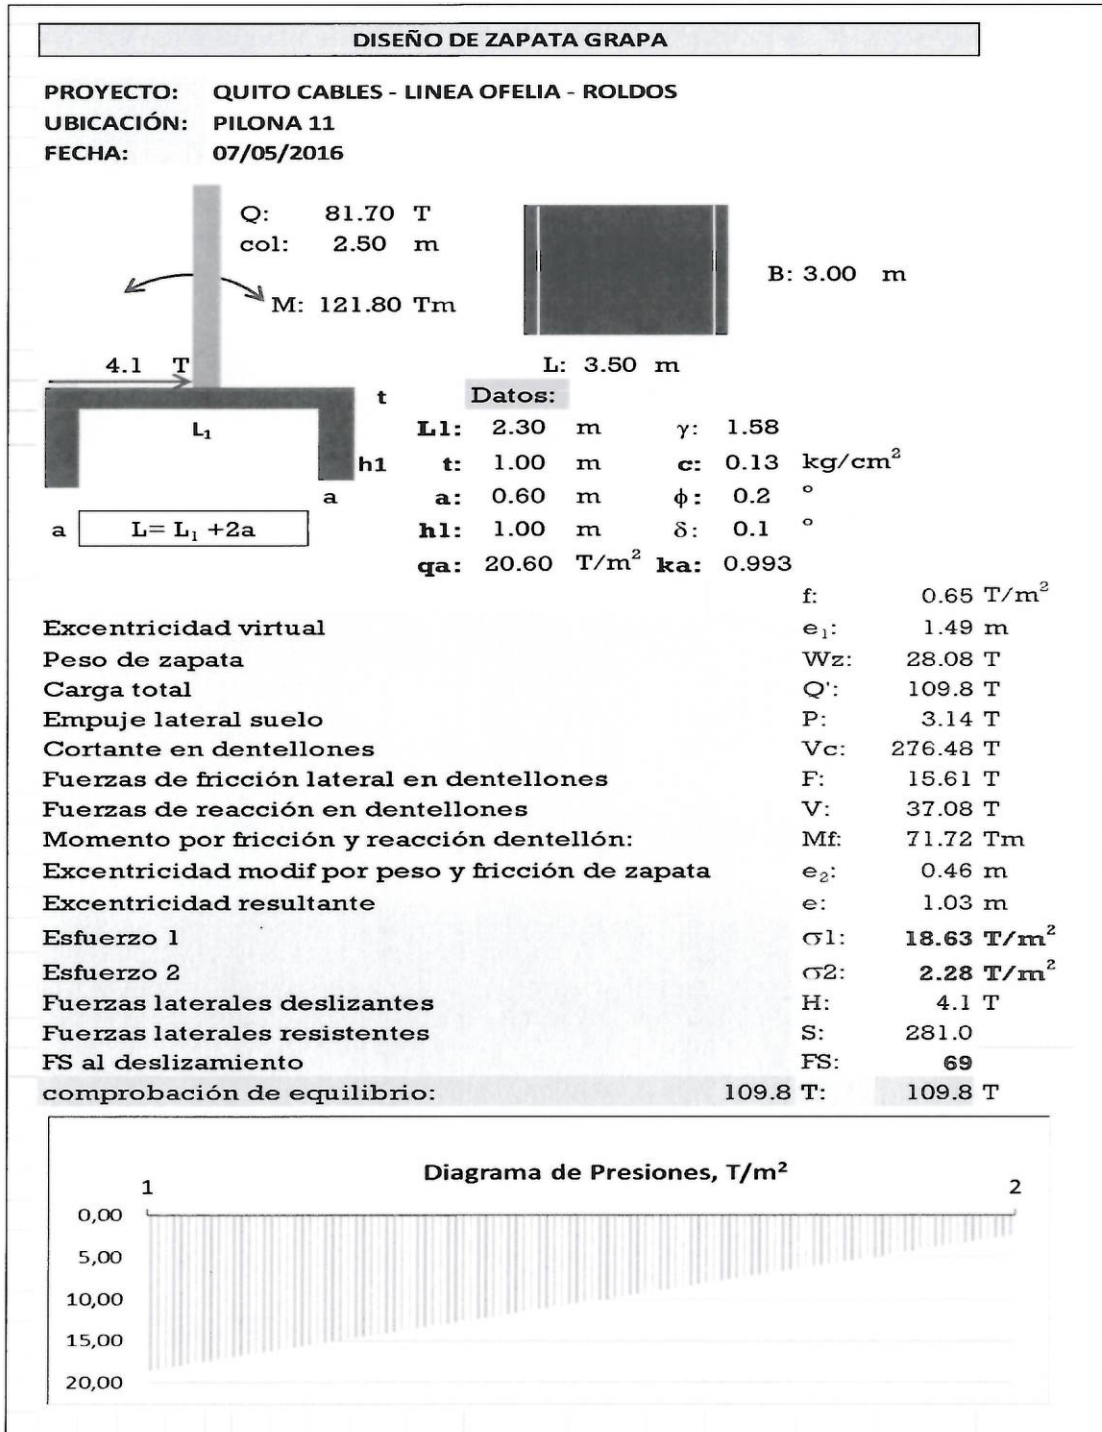 DISEÑO DE ZAPATA GRAPA
PROYECTO: QUITO CABLES - LINEA OFELIA - ROLDOS
UBICACIÓN: PILONA 11
FECHA: 07/05/2016
Q: 81.70 T
col: 2.50 m
B: 3.00 m
M: 121.80 Tm
4.1 T
L: 3.50 m
t
Datos:
L₁
L1: 2.30 m γ: 1.58
h1
t: 1.00 m c: 0.13 kg/cm²
a
a: 0.60 m ϕ: 0.2 °
a
L= L₁ +2a
h1: 1.00 m δ: 0.1 °
qa: 20.60 T/m² ka: 0.993
f: 0.65 T/m²
Excentricidad virtual e₁: 1.49 m
Peso de zapata Wz: 28.08 T
Carga total Q': 109.8 T
Empuje lateral suelo P: 3.14 T
Cortante en dentellones Vc: 276.48 T
Fuerzas de fricción lateral en dentellones F: 15.61 T
Fuerzas de reacción en dentellones V: 37.08 T
Momento por fricción y reacción dentellón: Mf: 71.72 Tm
Excentricidad modif por peso y fricción de zapata e₂: 0.46 m
Excentricidad resultante e: 1.03 m
Esfuerzo 1 σ1: 18.63 T/m²
Esfuerzo 2 σ2: 2.28 T/m²
Fuerzas laterales deslizantes H: 4.1 T
Fuerzas laterales resistentes S: 281.0
FS al deslizamiento FS: 69
comprobación de equilibrio: 109.8 T: 109.8 T
Diagrama de Presiones, T/m²
1 2
0,00
5,00
10,00
15,00
20,00